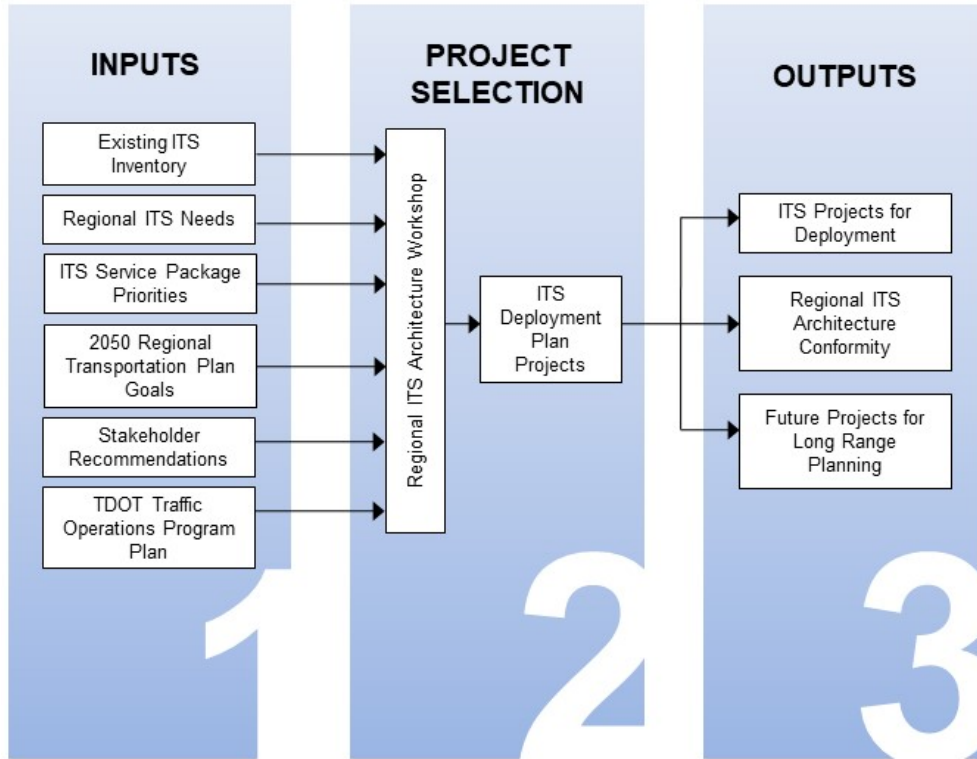 INPUTS
Existing ITS
Inventory
Regional ITS Needs
ITS Service Package
Priorities
2050 Regional
Transportation Plan
Goals
Stakeholder
Recommendations
TDOT Traffic
Operations Program
Plan
1
PROJECT
SELECTION
Regional ITS Architecture Workshop
ITS
Deployment
Plan
Projects
2
OUTPUTS
ITS Projects for
Deployment
Regional ITS
Architecture
Conformity
Future Projects for
Long Range
Planning
3